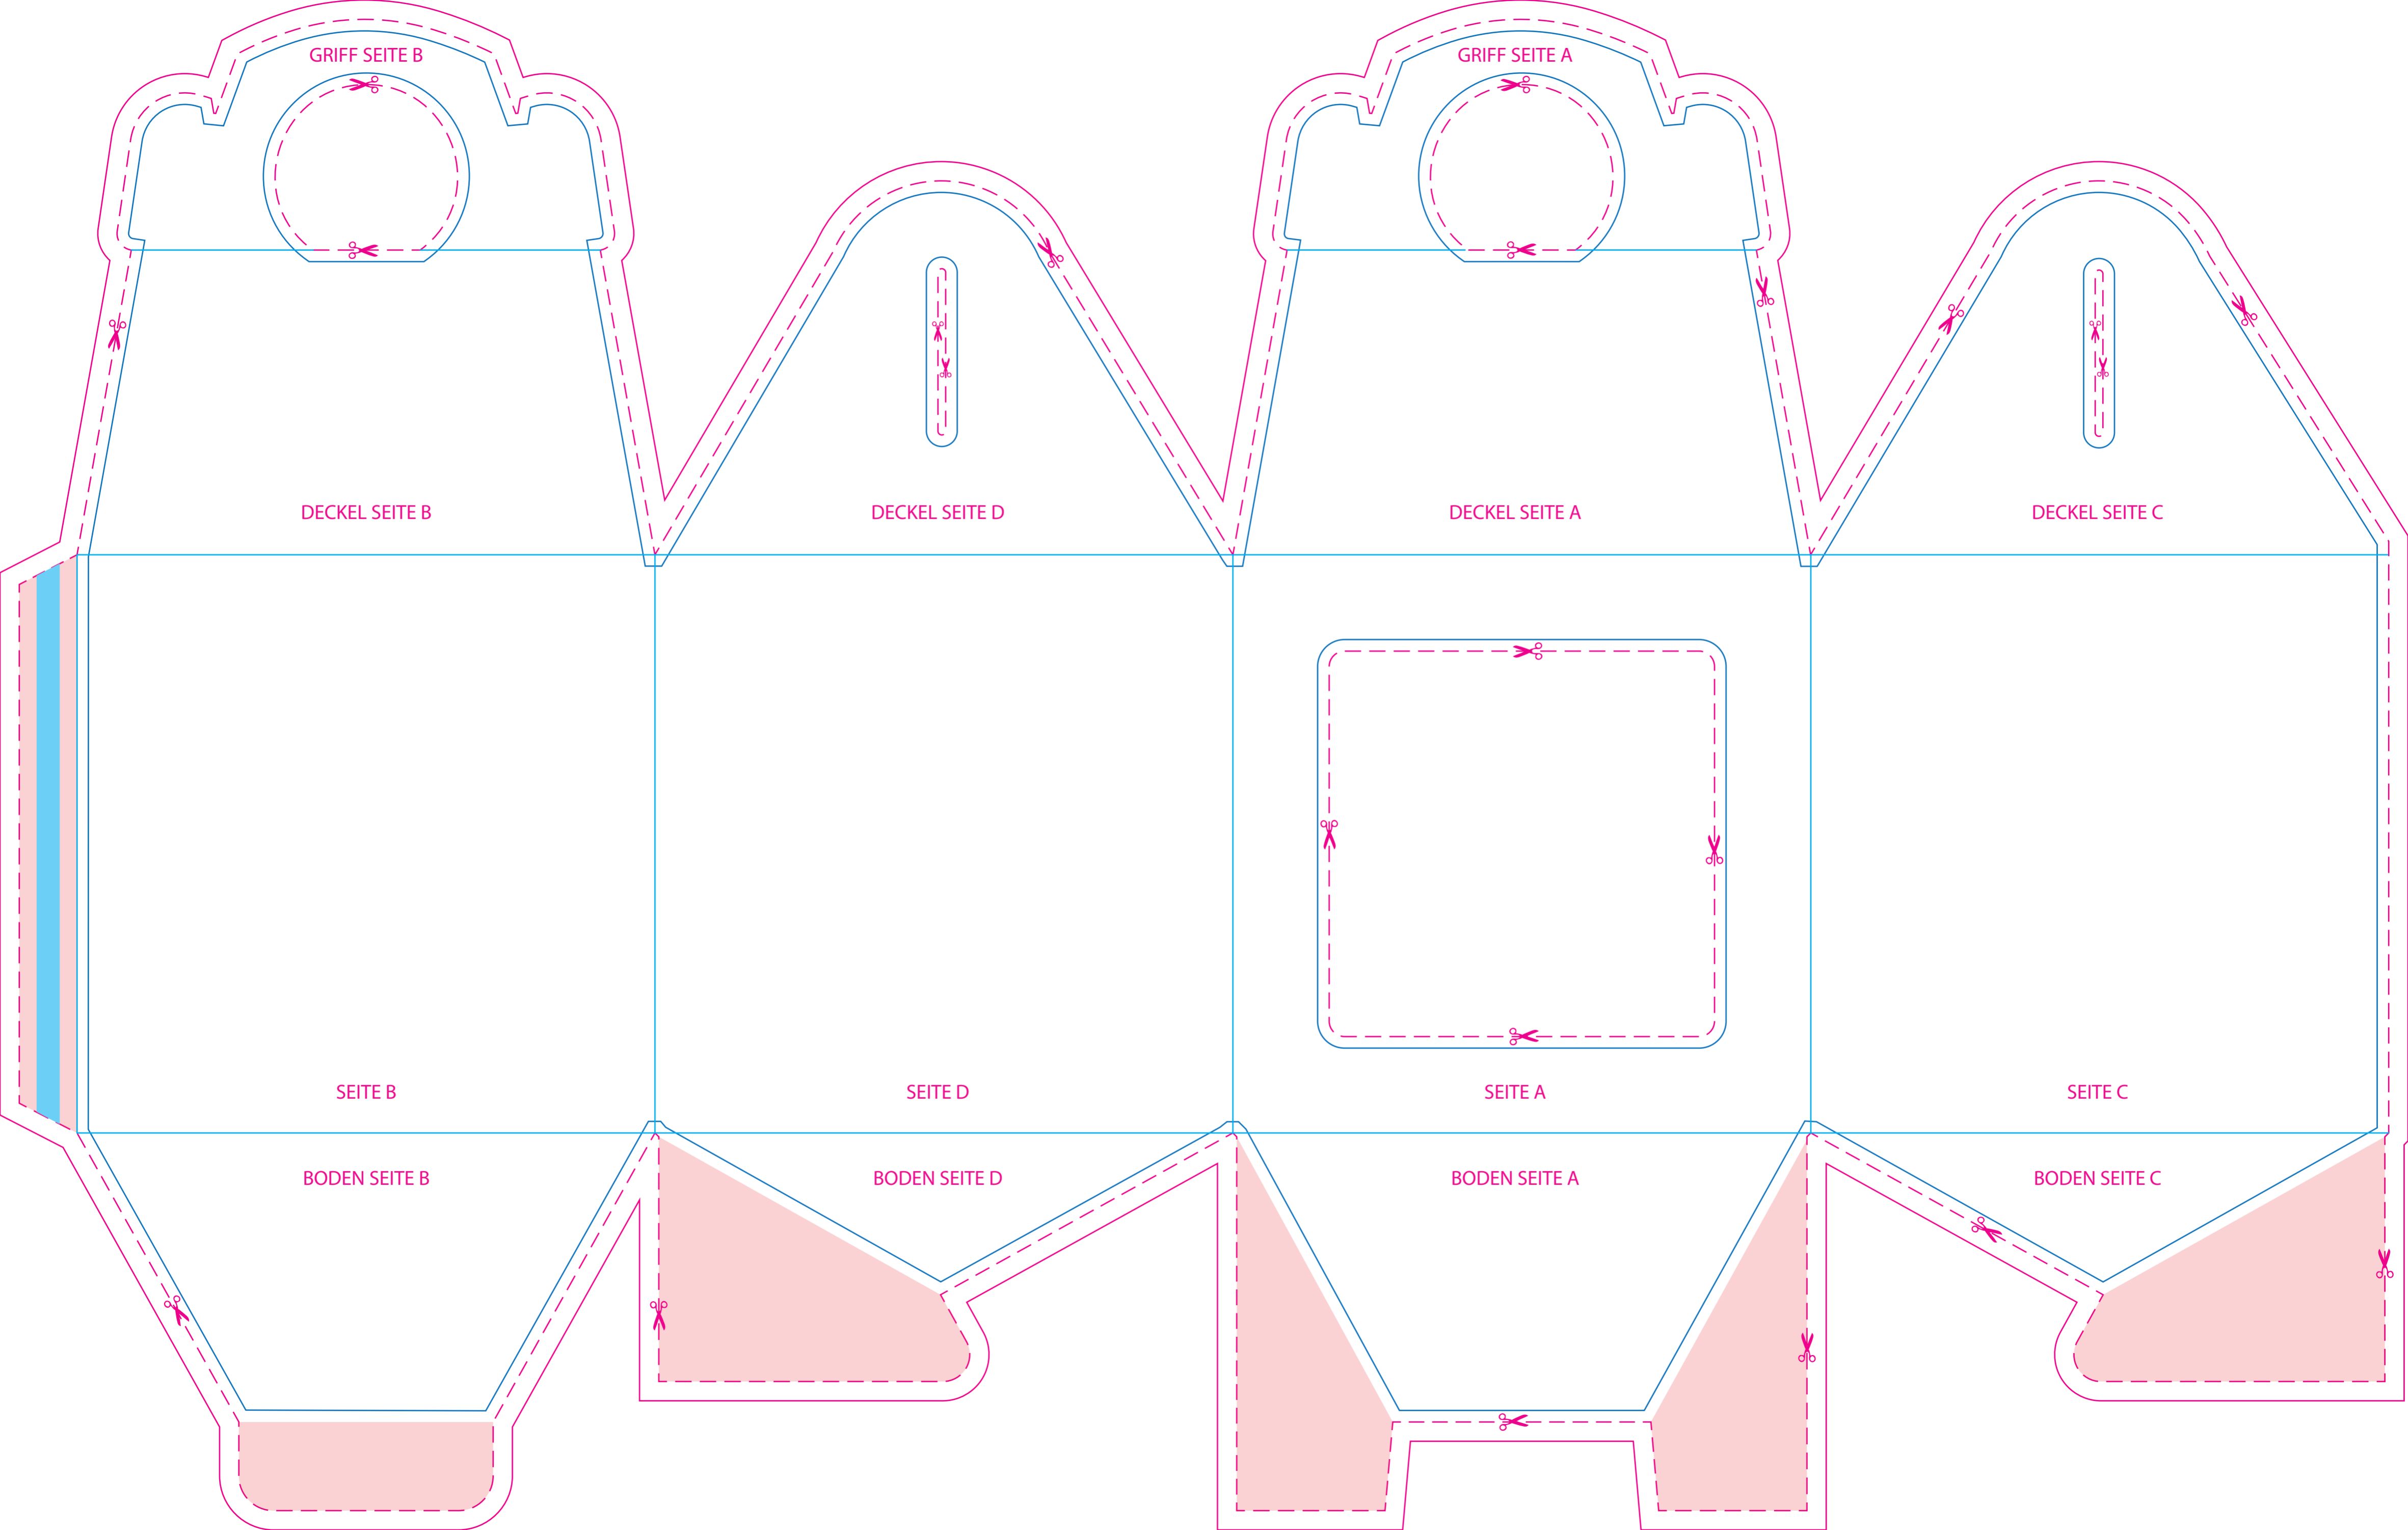 GRIFF SEITE B
GRIFF SEITE A
DECKEL SEITE B
DECKEL SEITE D
DECKEL SEITE A
DECKEL SEITE C
SEITE B
SEITE D
SEITE A
SEITE C
BODEN SEITE B
BODEN SEITE D
BODEN SEITE A
BODEN SEITE C